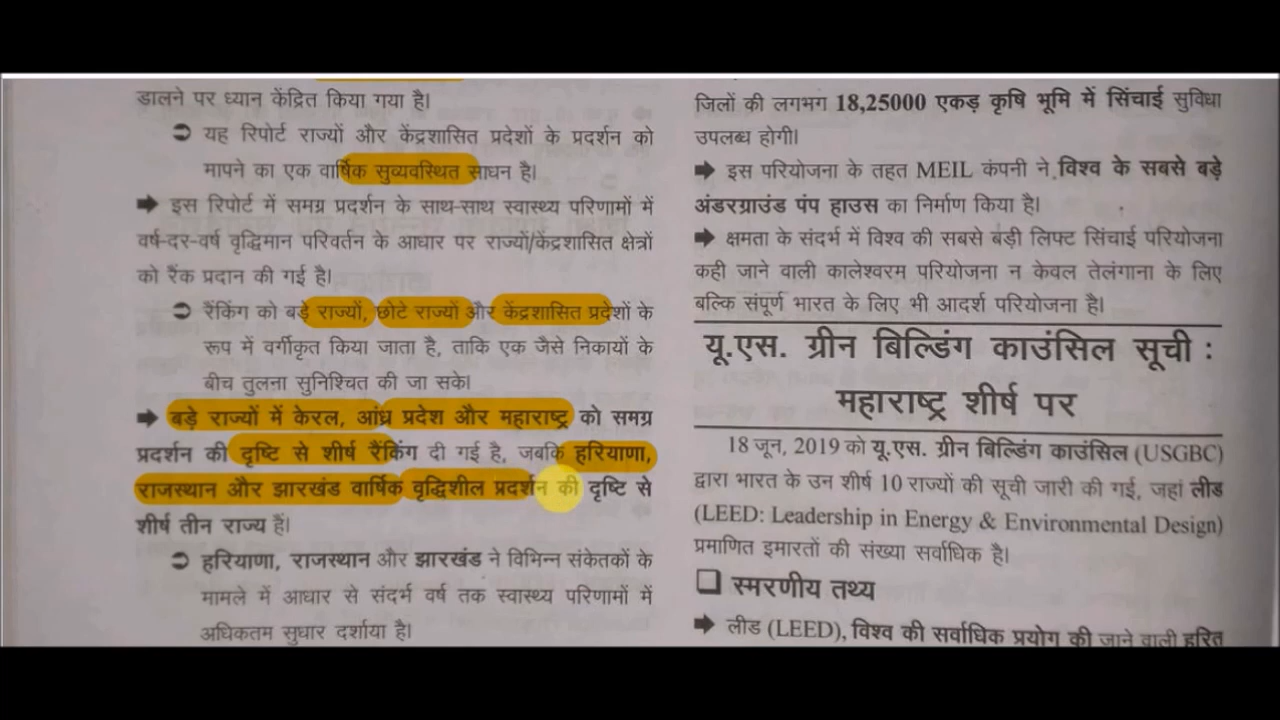 डालने पर ध्यान केंद्रित किया गया है।
➲ यह रिपोर्ट राज्यों और केंद्रशासित प्रदेशों के प्रदर्शन को
मापने का एक वार्षिक सुव्यवस्थित साधन है।
➡ इस रिपोर्ट में समग्र प्रदर्शन के साथ-साथ स्वास्थ्य परिणामों में
वर्ष-दर-वर्ष वृद्धिमान परिवर्तन के आधार पर राज्यों/केंद्रशासित क्षेत्रों
को रैंक प्रदान की गई है।
➲ रैंकिंग को बड़े राज्यों, छोटे राज्यों और केंद्रशासित प्रदेशों के
रूप में वर्गीकृत किया जाता है, ताकि एक जैसे निकायों के
बीच तुलना सुनिश्चित की जा सके।
➡ बड़े राज्यों में केरल, आंध्र प्रदेश और महाराष्ट्र को समग्र
प्रदर्शन की दृष्टि से शीर्ष रैंकिंग दी गई है, जबकि हरियाणा,
राजस्थान और झारखंड वार्षिक वृद्धिशील प्रदर्शन की दृष्टि से
शीर्ष तीन राज्य हैं।
➲ हरियाणा, राजस्थान और झारखंड ने विभिन्न संकेतकों के
मामले में आधार से संदर्भ वर्ष तक स्वास्थ्य परिणामों में
अधिकतम सुधार दर्शाया है।
जिलों की लगभग 18,25000 एकड़ कृषि भूमि में सिंचाई सुविधा
उपलब्ध होगी।
➡ इस परियोजना के तहत MEIL कंपनी ने विश्व के सबसे बड़े
अंडरग्राउंड पंप हाउस का निर्माण किया है।
➡ क्षमता के संदर्भ में विश्व की सबसे बड़ी लिफ्ट सिंचाई परियोजना
कही जाने वाली कालेश्वरम परियोजना न केवल तेलंगाना के लिए
बल्कि संपूर्ण भारत के लिए भी आदर्श परियोजना है।
यू.एस. ग्रीन बिल्डिंग काउंसिल सूची :
महाराष्ट्र शीर्ष पर
18 जून, 2019 को यू.एस. ग्रीन बिल्डिंग काउंसिल (USGBC)
द्वारा भारत के उन शीर्ष 10 राज्यों की सूची जारी की गई, जहां लीड
(LEED: Leadership in Energy & Environmental Design)
प्रमाणित इमारतों की संख्या सर्वाधिक है।
❑ स्मरणीय तथ्य
➡ लीड (LEED), विश्व की सर्वाधिक प्रयोग की जाने वाली हरित